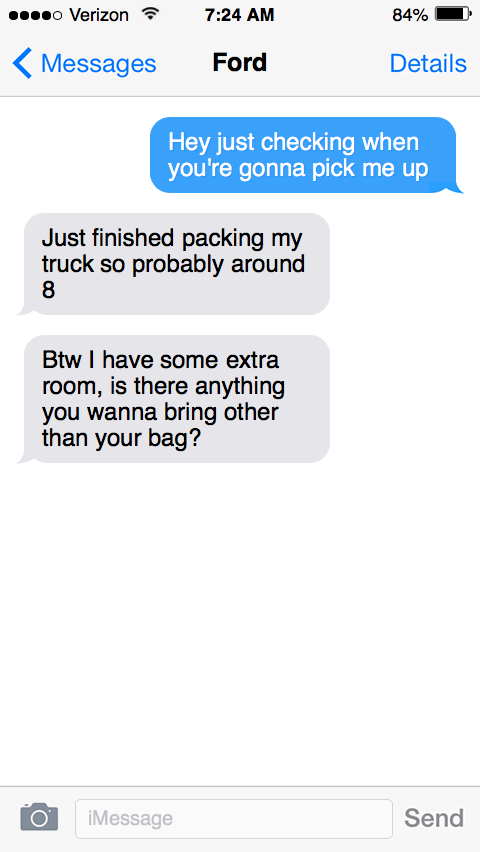 Verizon 7:24 AM 84%
Messages Ford Details
Hey just checking when
you're gonna pick me up
Just finished packing my
truck so probably around
8
Btw I have some extra
room, is there anything
you wanna bring other
than your bag?
iMessage Send